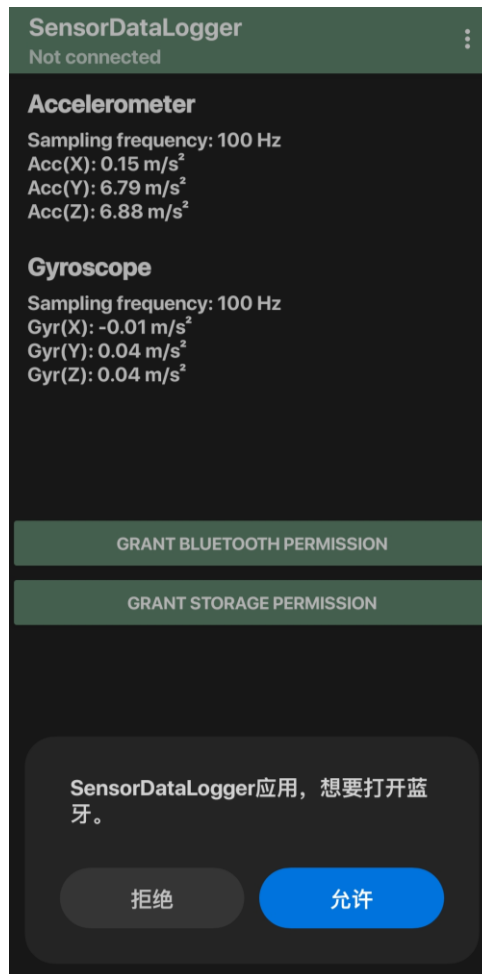 SensorDataLogger
Not connected
Accelerometer
Sampling frequency: 100 Hz
Acc(X): 0.15 m/s²
Acc(Y): 6.79 m/s²
Acc(Z): 6.88 m/s²
Gyroscope
Sampling frequency: 100 Hz
Gyr(X): -0.01 m/s²
Gyr(Y): 0.04 m/s²
Gyr(Z): 0.04 m/s²
GRANT BLUETOOTH PERMISSION
GRANT STORAGE PERMISSION
SensorDataLogger应用，想要打开蓝
牙。
拒绝 允许